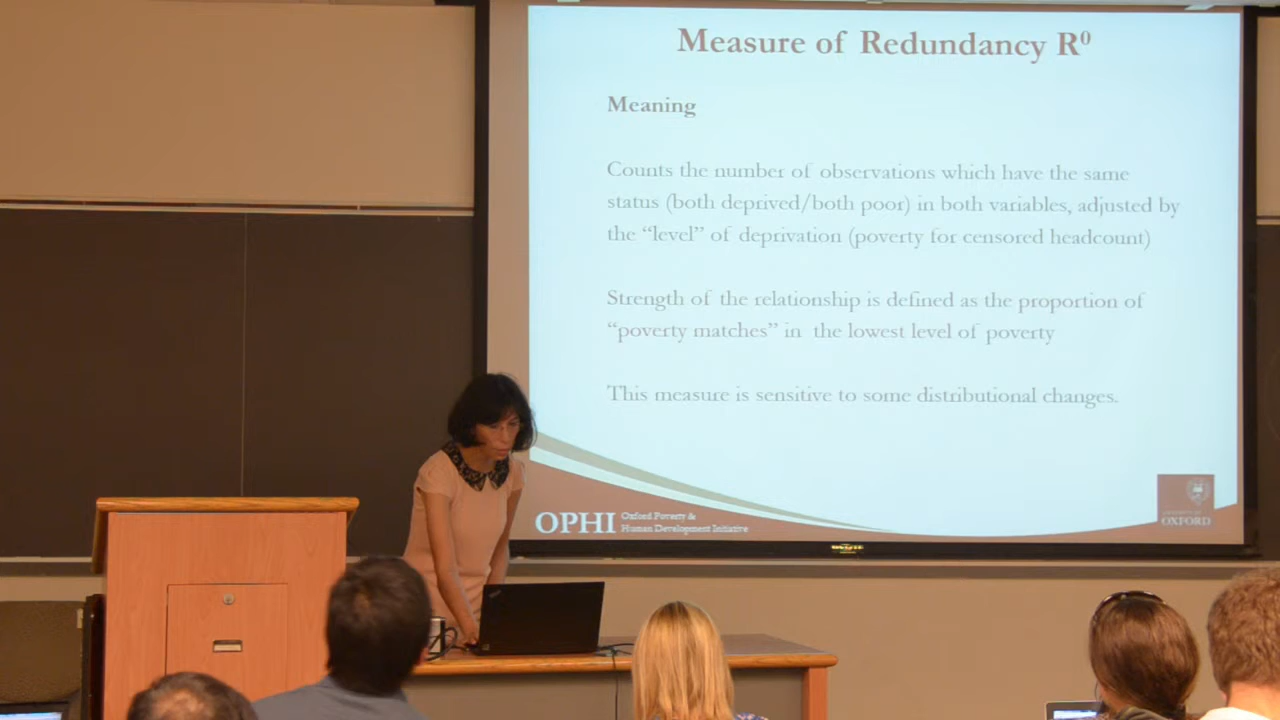 Measure of Redundancy R⁰
Meaning
Counts the number of observations which have the same
status (both deprived/both poor) in both variables, adjusted by
the “level” of deprivation (poverty for censored headcount)
Strength of the relationship is defined as the proportion of
“poverty matches” in the lowest level of poverty
This measure is sensitive to some distributional changes.
OPHI
Oxford Poverty &
Human Development Initiative
UNIVERSITY OF
OXFORD